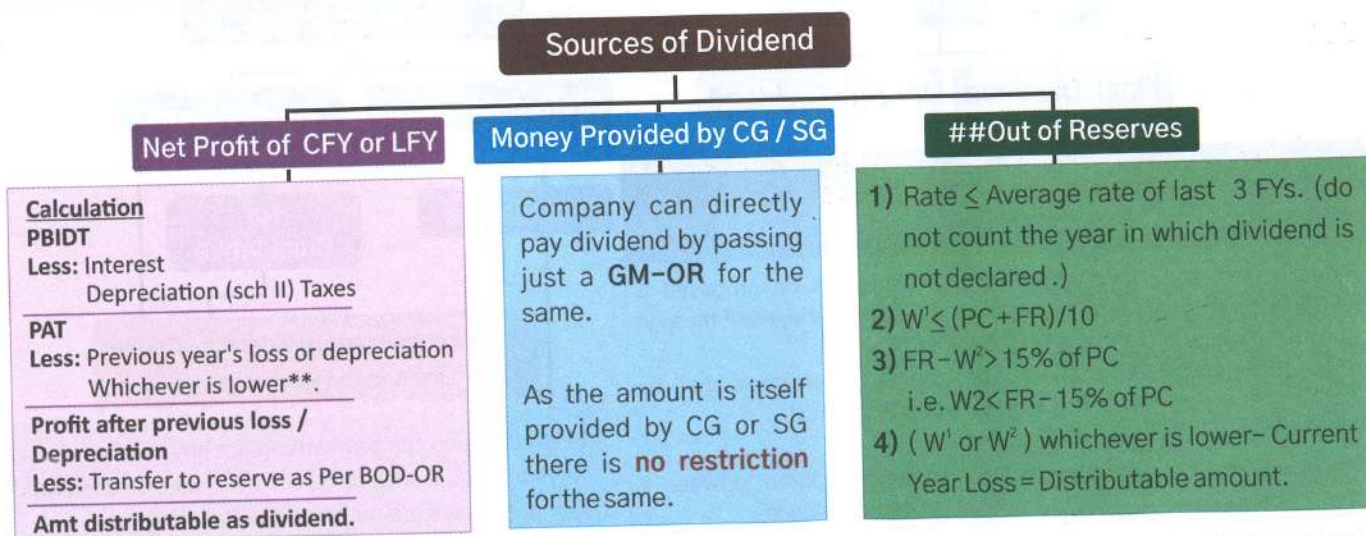 Sources of Dividend
Net Profit of CFY or LFY
Calculation
PBIDT
Less: Interest
Depreciation (sch II) Taxes
PAT
Less: Previous year's loss or depreciation
Whichever is lower**.
Profit after previous loss /
Depreciation
Less: Transfer to reserve as Per BOD-OR
Amt distributable as dividend.
Money Provided by CG / SG
Company can directly
pay dividend by passing
just a GM-OR for the
same.
As the amount is itself
provided by CG or SG
there is no restriction
for the same.
##Out of Reserves
1) Rate ≤ Average rate of last 3 FYs. (do
not count the year in which dividend is
not declared .)
2) W¹ ≤ (PC + FR)/10
3) FR – W² > 15% of PC
i.e. W2 < FR – 15% of PC
4) ( W¹ or W² ) whichever is lower– Current
Year Loss = Distributable amount.